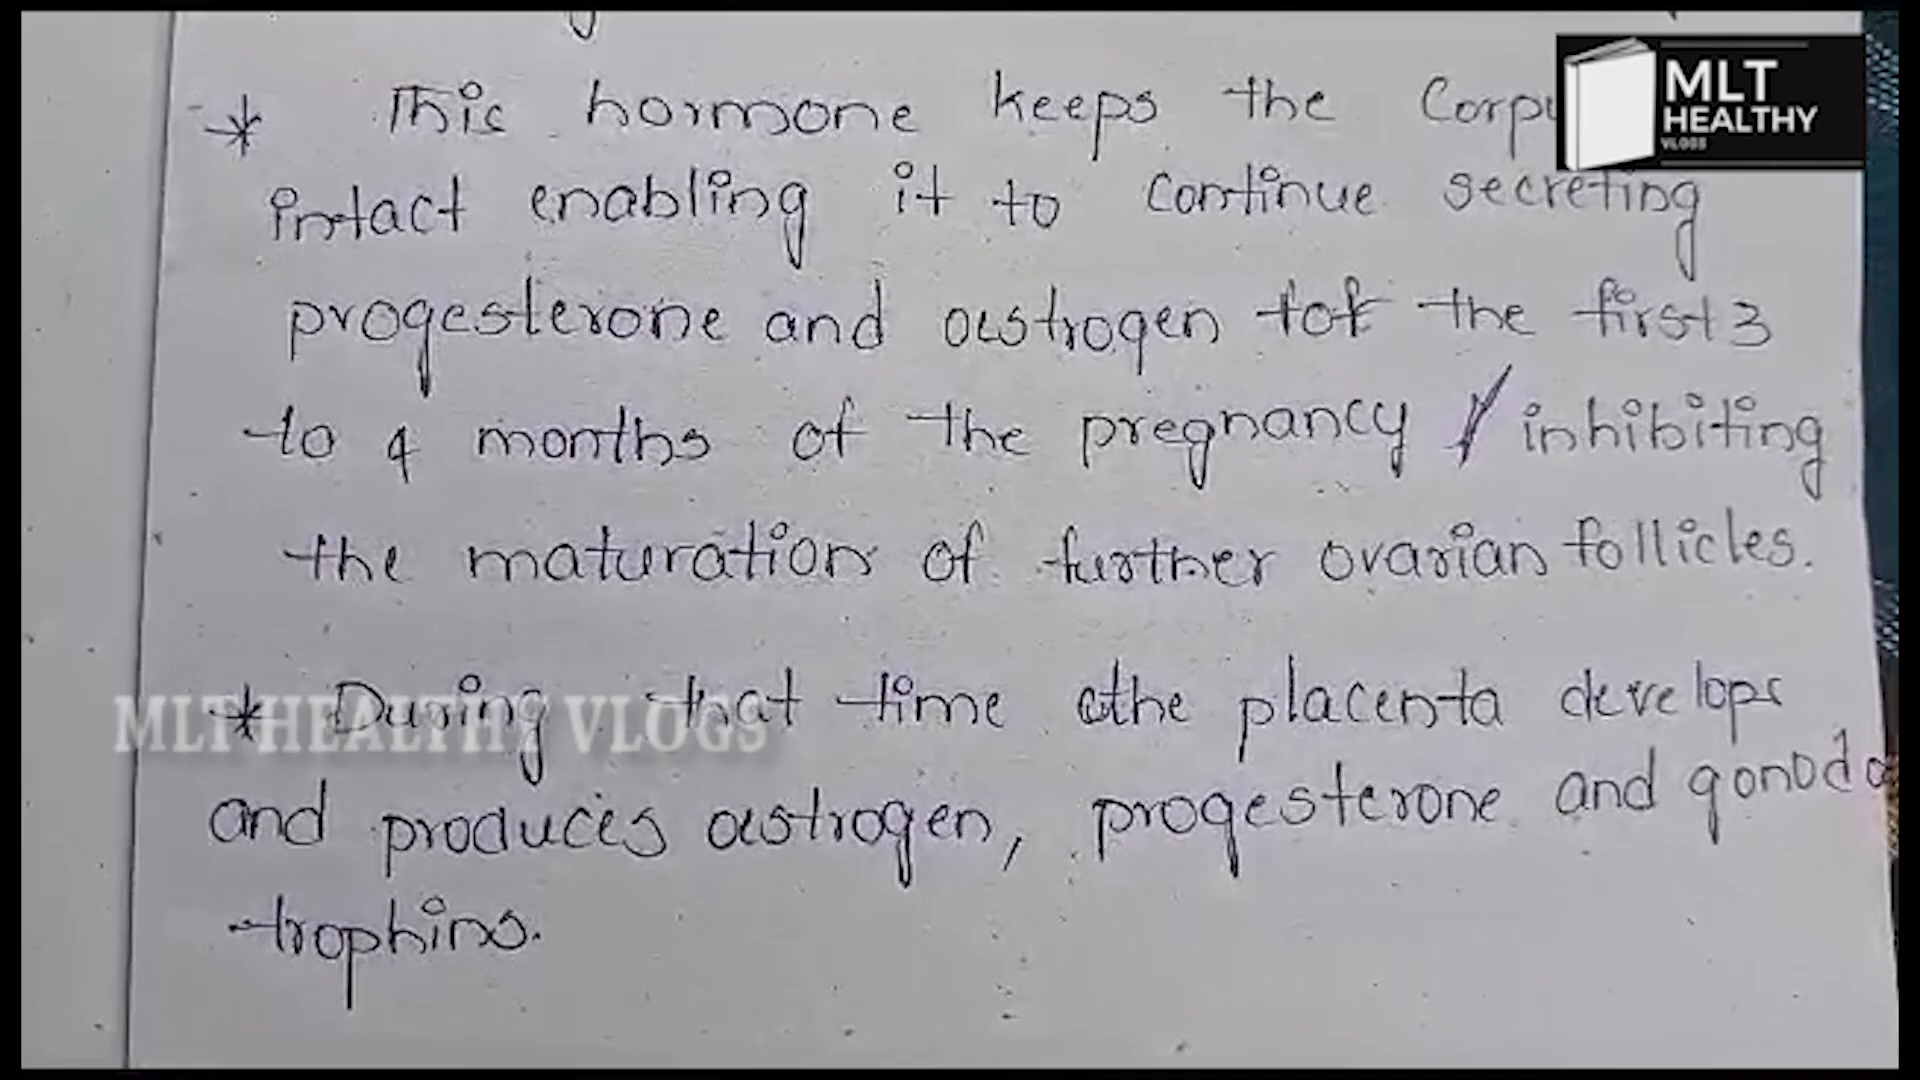 * This hormone keeps the Corpu
intact enabling it to continue secreting
progesterone and oestrogen for the first 3
to 4 months of the pregnancy inhibiting
the maturation of further ovarian follicles.
* During that time the placenta develops
and produces oestrogen, progesterone and gonado
trophins.
MLT
HEALTHY
VLOGS
MLT HEALTHY VLOGS